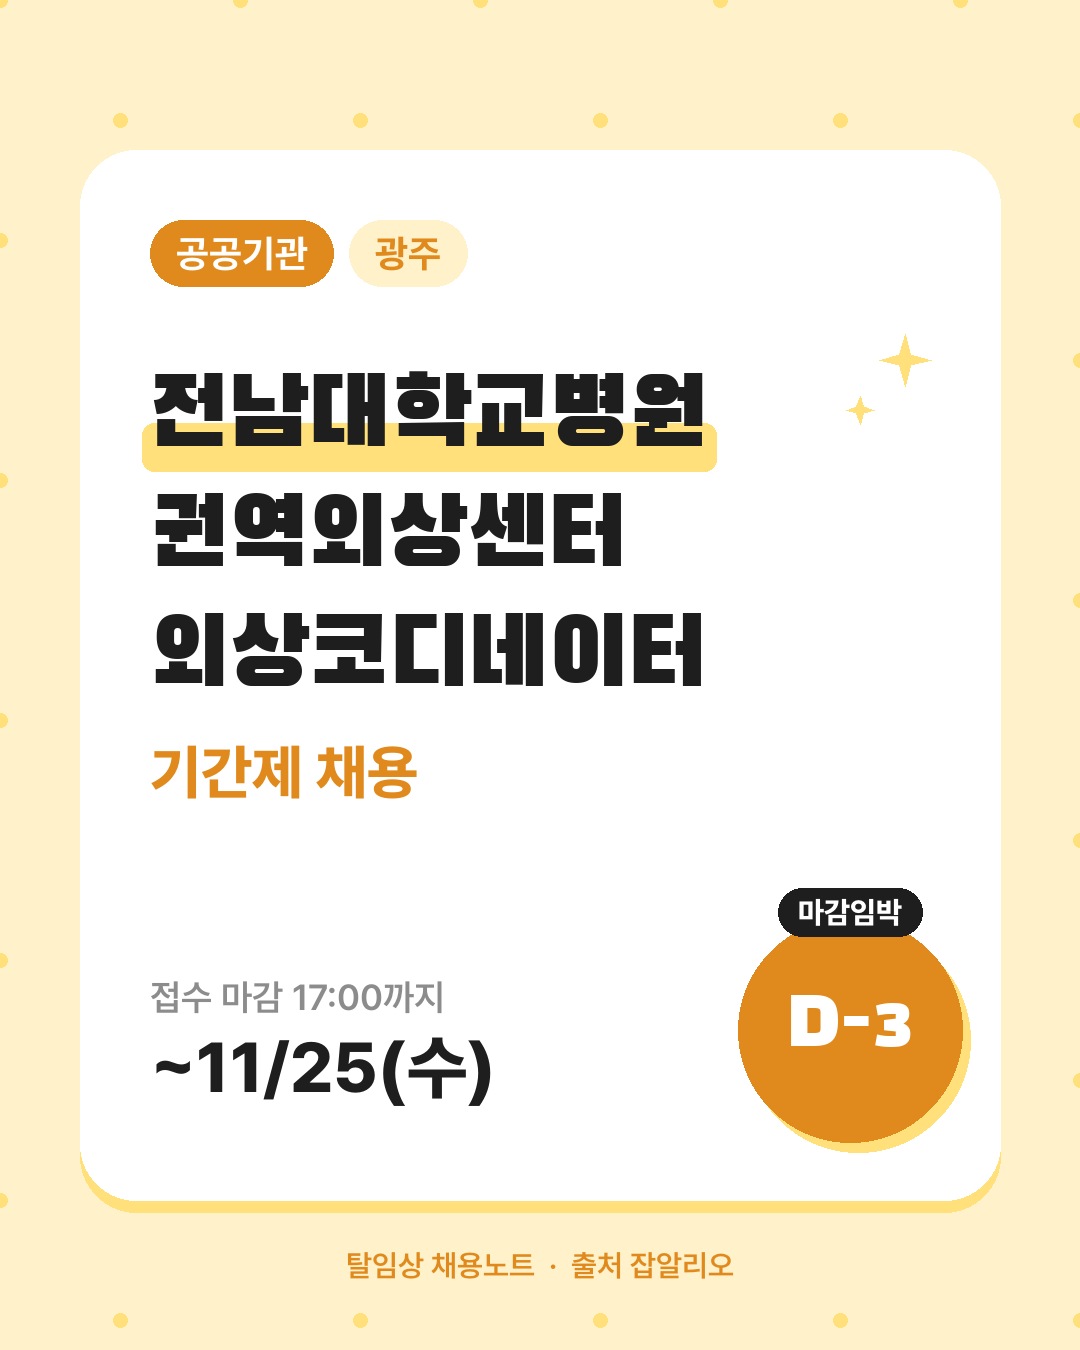 공공기관 광주
전남대학교병원
권역외상센터
외상코디네이터
기간제 채용
마감임박
D-3
접수 마감 17:00까지
~11/25(수)
탈임상 채용노트 · 출처 잡알리오